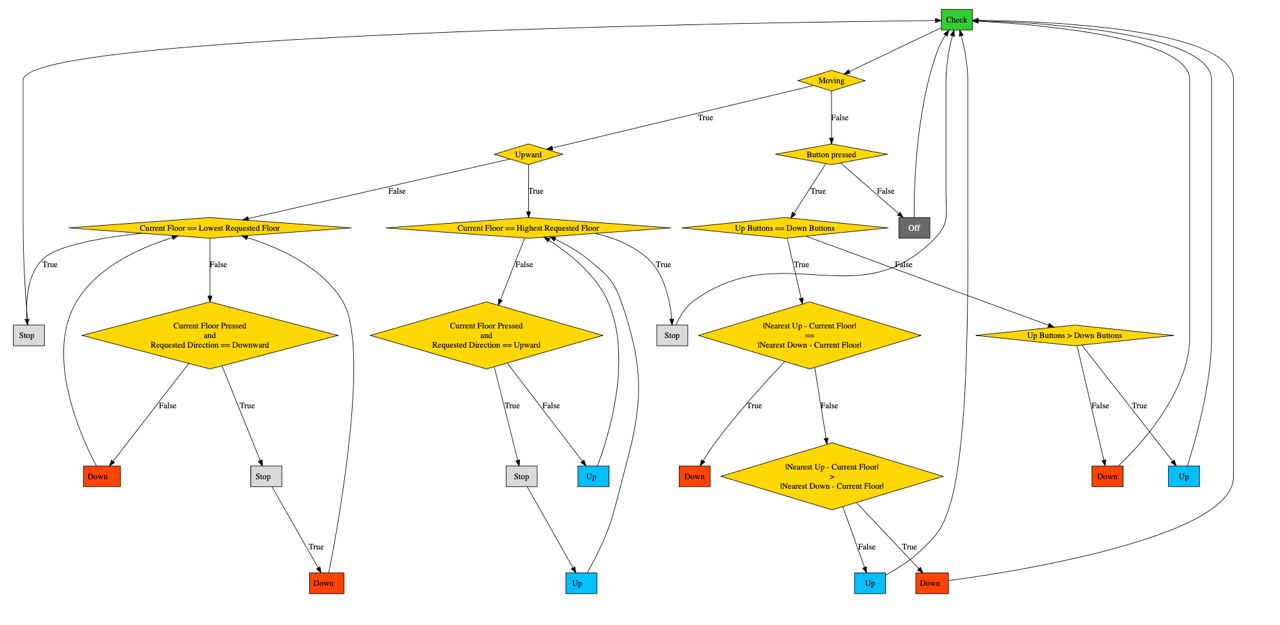 Check
Moving
True
False
Upward
Button pressed
False
True
True
False
Current Floor == Lowest Requested Floor
Current Floor == Highest Requested Floor
Up Buttons == Down Buttons
Off
True
False
False
True
True
False
Stop
Current Floor Pressed
and
Requested Direction == Downward
Current Floor Pressed
and
Requested Direction == Upward
Stop
|Nearest Up - Current Floor|
==
|Nearest Down - Current Floor|
Up Buttons > Down Buttons
False
True
True
False
True
False
False
True
Down
Stop
Stop
Up
Down
|Nearest Up - Current Floor|
>
|Nearest Down - Current Floor|
Down
Up
True
False
True
Down
Up
Up
Down